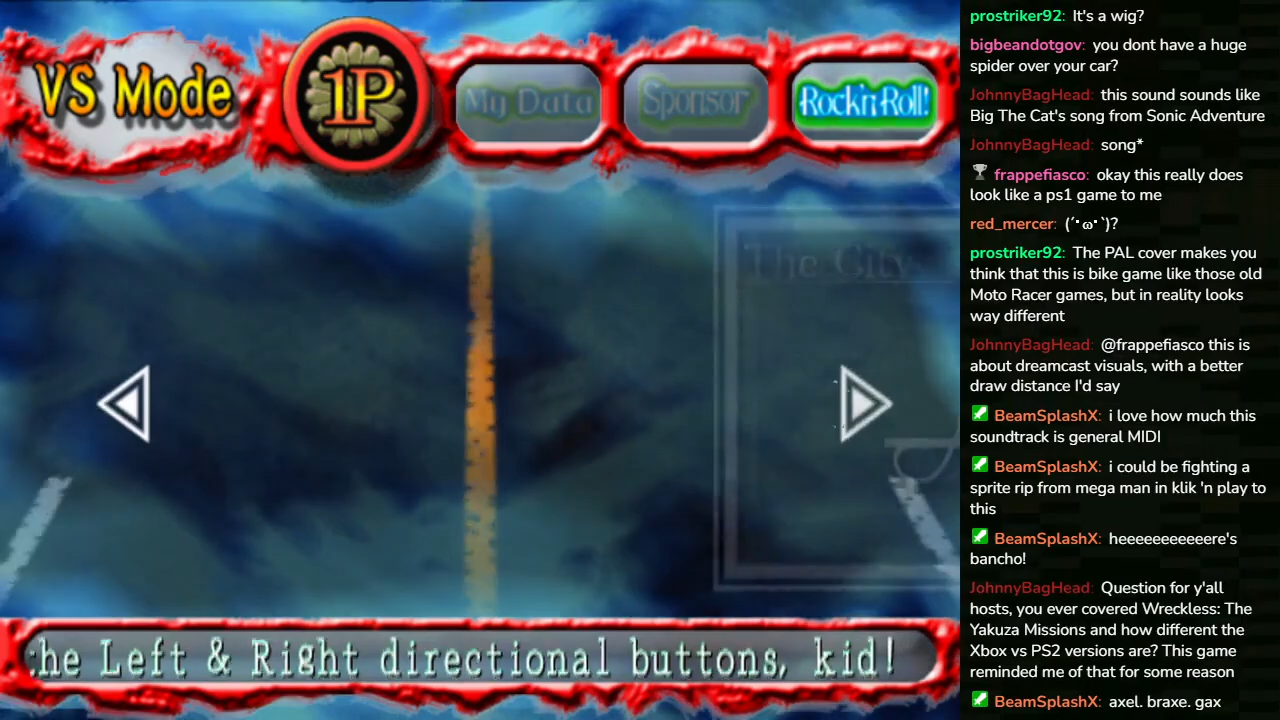 VS Mode
1P
My Data
Sponsor
Rock'n Roll!
The City
he Left & Right directional buttons, kid!
prostriker92: It's a wig?
bigbeandotgov: you dont have a huge
spider over your car?
JohnnyBagHead: this sound sounds like
Big The Cat's song from Sonic Adventure
JohnnyBagHead: song*
frappefiasco: okay this really does
look like a ps1 game to me
red_mercer: (´･ω･`)?
prostriker92: The PAL cover makes you
think that this is bike game like those old
Moto Racer games, but in reality looks
way different
JohnnyBagHead: @frappefiasco this is
about dreamcast visuals, with a better
draw distance I'd say
BeamSplashX: i love how much this
soundtrack is general MIDI
BeamSplashX: i could be fighting a
sprite rip from mega man in klik 'n play to
this
BeamSplashX: heeeeeeeeeeere's
bancho!
JohnnyBagHead: Question for y'all
hosts, you ever covered Wreckless: The
Yakuza Missions and how different the
Xbox vs PS2 versions are? This game
reminded me of that for some reason
BeamSplashX: axel. braxe. gax